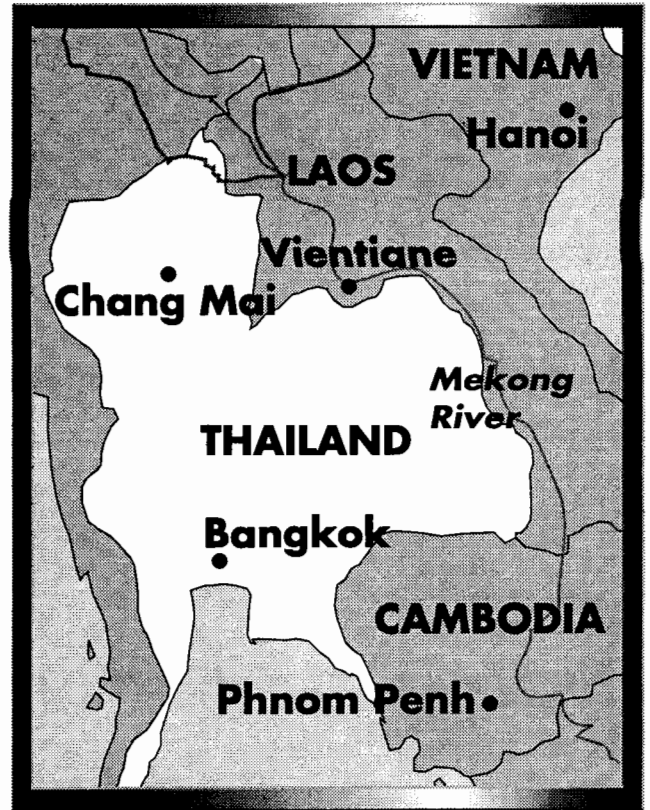 VIETNAM
Hanoi
LAOS
Vientiane
Chang Mai
Mekong
River
THAILAND
Bangkok
CAMBODIA
Phnom Penh